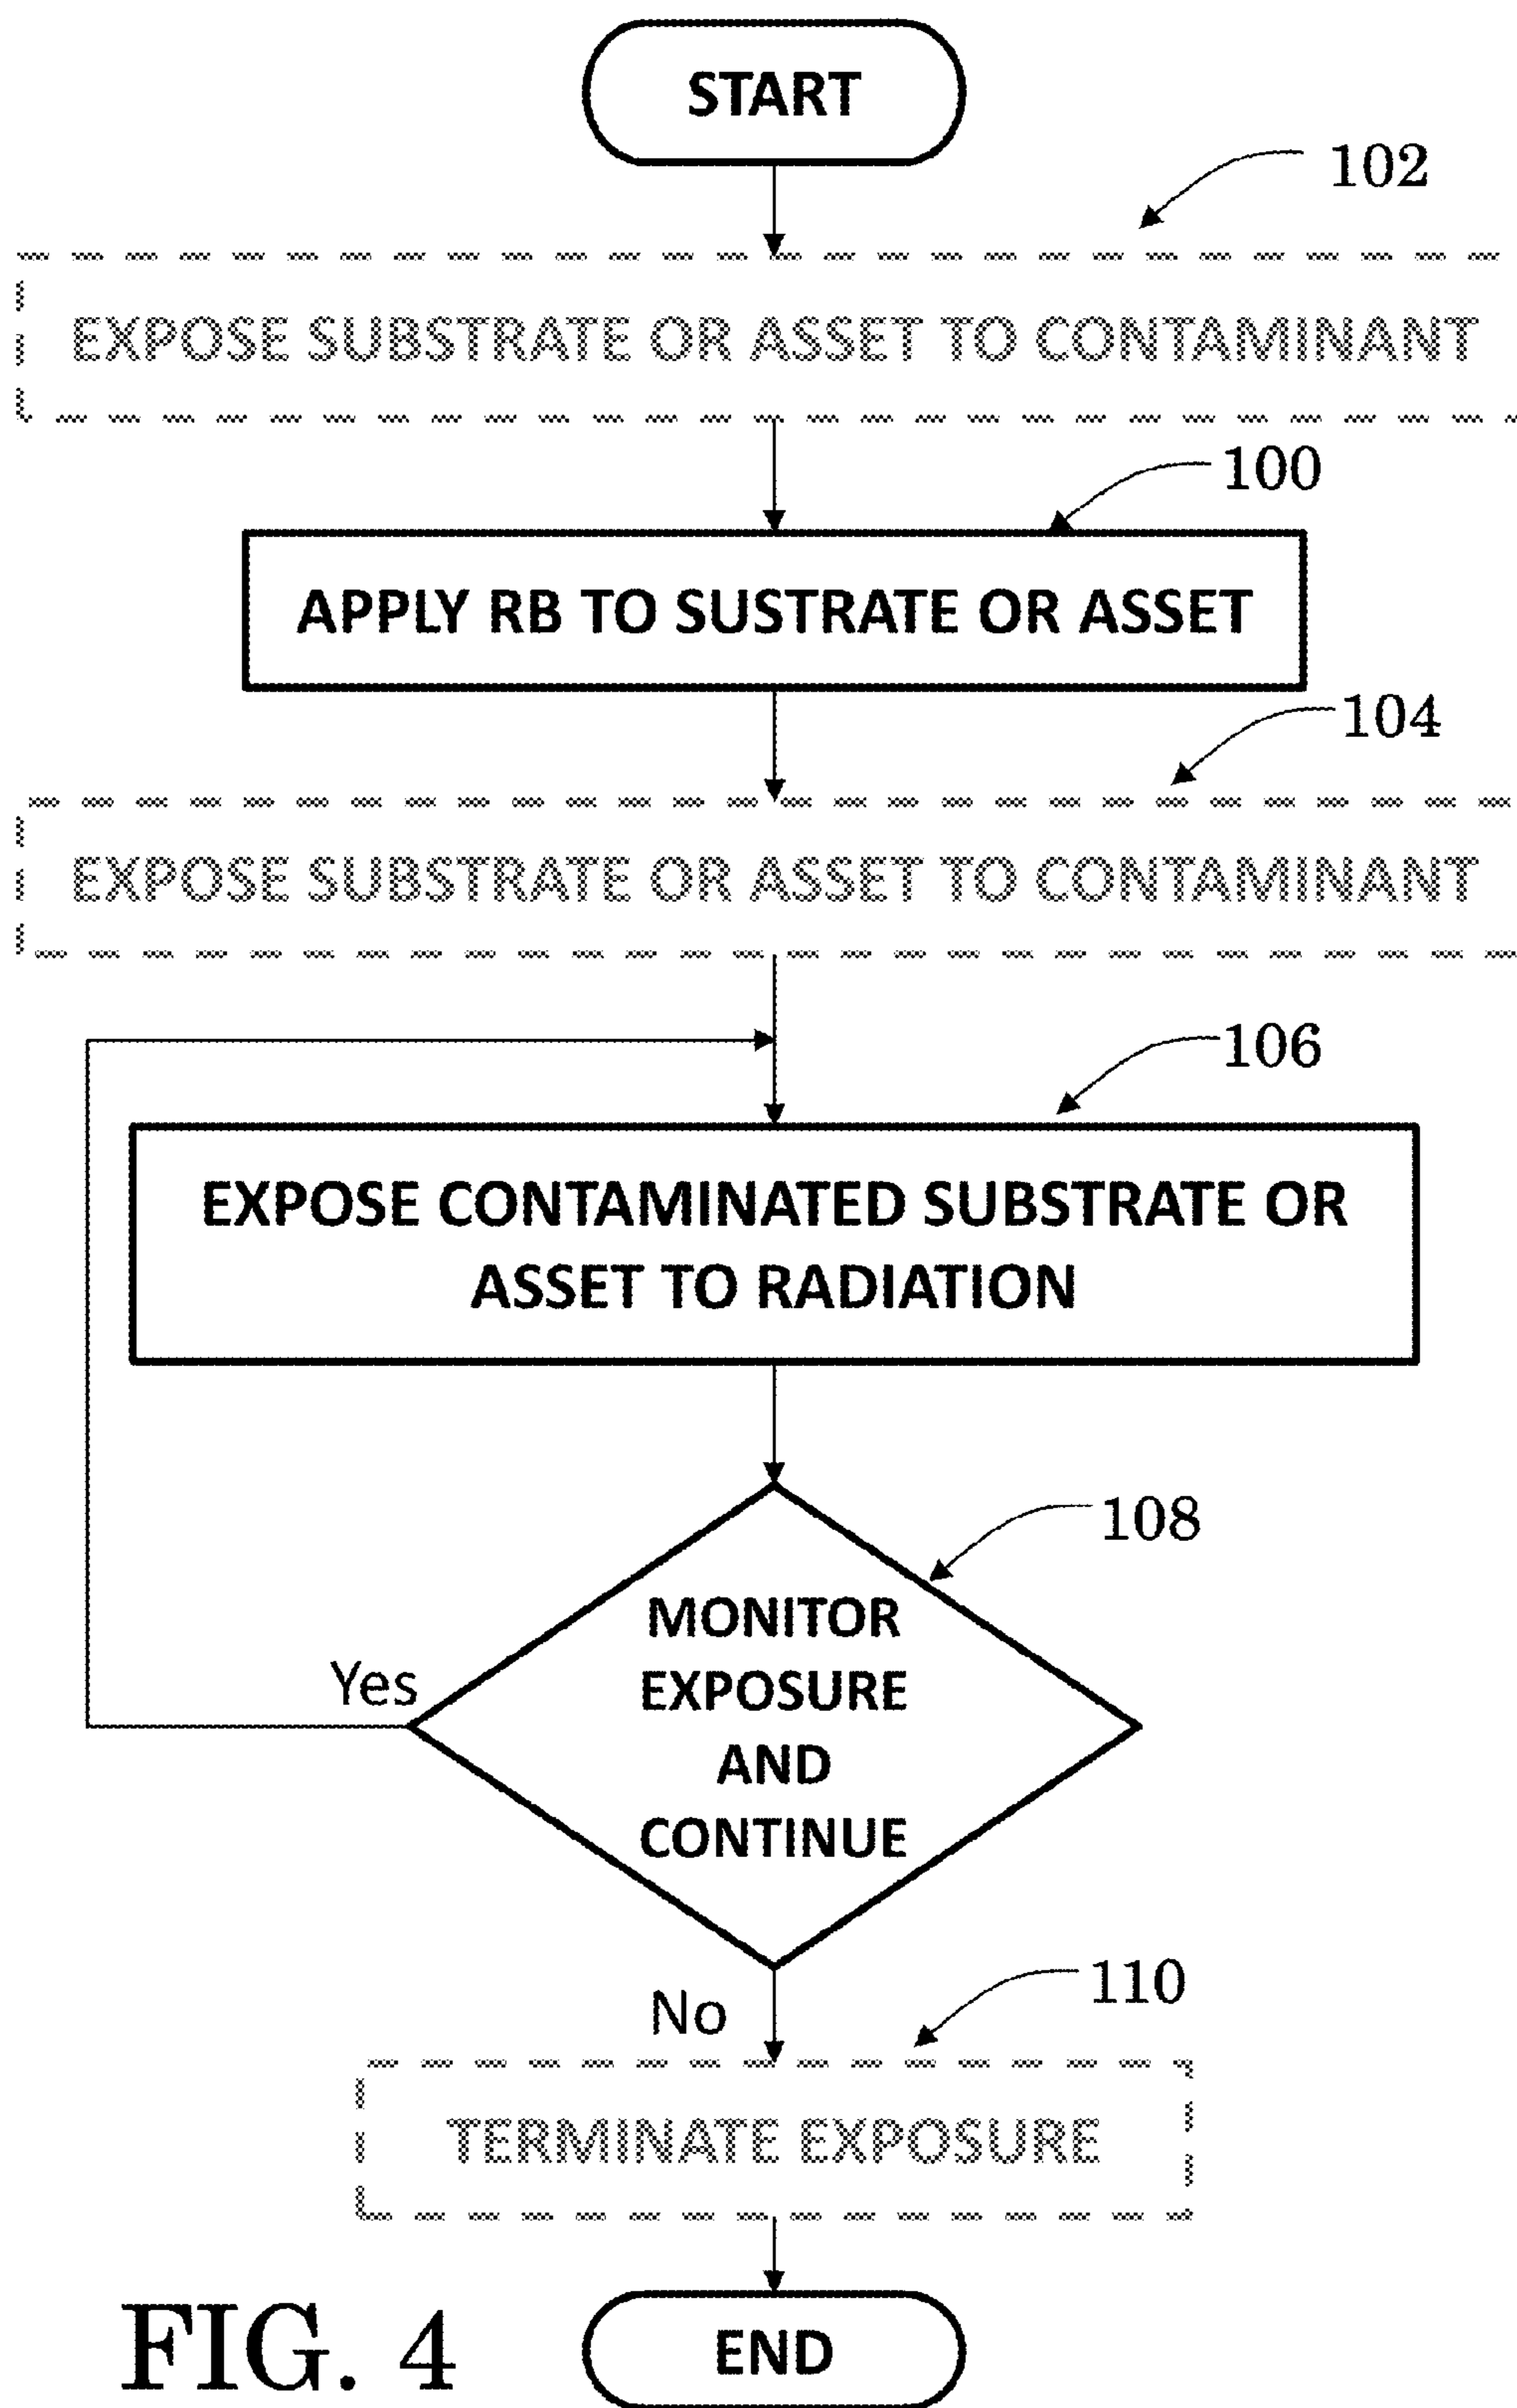 START
102
EXPOSE SUBSTRATE OR ASSET TO CONTAMINANT
100
APPLY RB TO SUSTRATE OR ASSET
104
EXPOSE SUBSTRATE OR ASSET TO CONTAMINANT
106
EXPOSE CONTAMINATED SUBSTRATE OR
ASSET TO RADIATION
108
MONITOR
EXPOSURE
AND
CONTINUE
Yes
No
110
TERMINATE EXPOSURE
END
FIG. 4